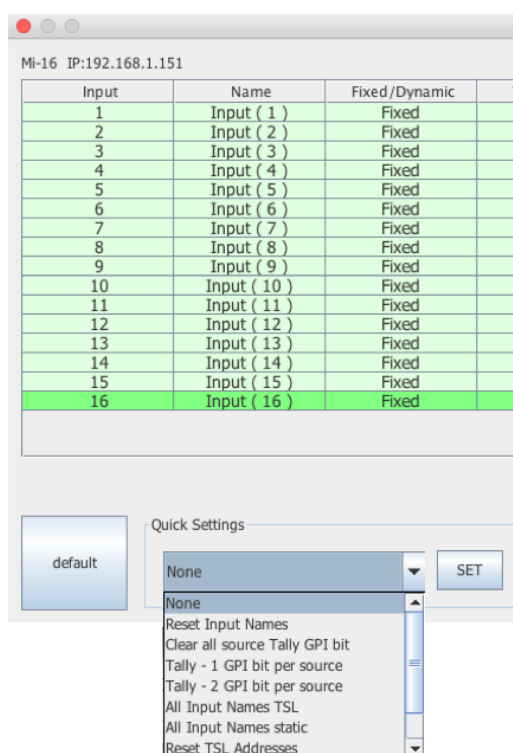 Mi-16 IP:192.168.1.151
Input Name Fixed/Dynamic
1 Input ( 1 ) Fixed
2 Input ( 2 ) Fixed
3 Input ( 3 ) Fixed
4 Input ( 4 ) Fixed
5 Input ( 5 ) Fixed
6 Input ( 6 ) Fixed
7 Input ( 7 ) Fixed
8 Input ( 8 ) Fixed
9 Input ( 9 ) Fixed
10 Input ( 10 ) Fixed
11 Input ( 11 ) Fixed
12 Input ( 12 ) Fixed
13 Input ( 13 ) Fixed
14 Input ( 14 ) Fixed
15 Input ( 15 ) Fixed
16 Input ( 16 ) Fixed
Quick Settings
default
None
SET
None
Reset Input Names
Clear all source Tally GPI bit
Tally - 1 GPI bit per source
Tally - 2 GPI bit per source
All Input Names TSL
All Input Names static
Reset TSL Addresses